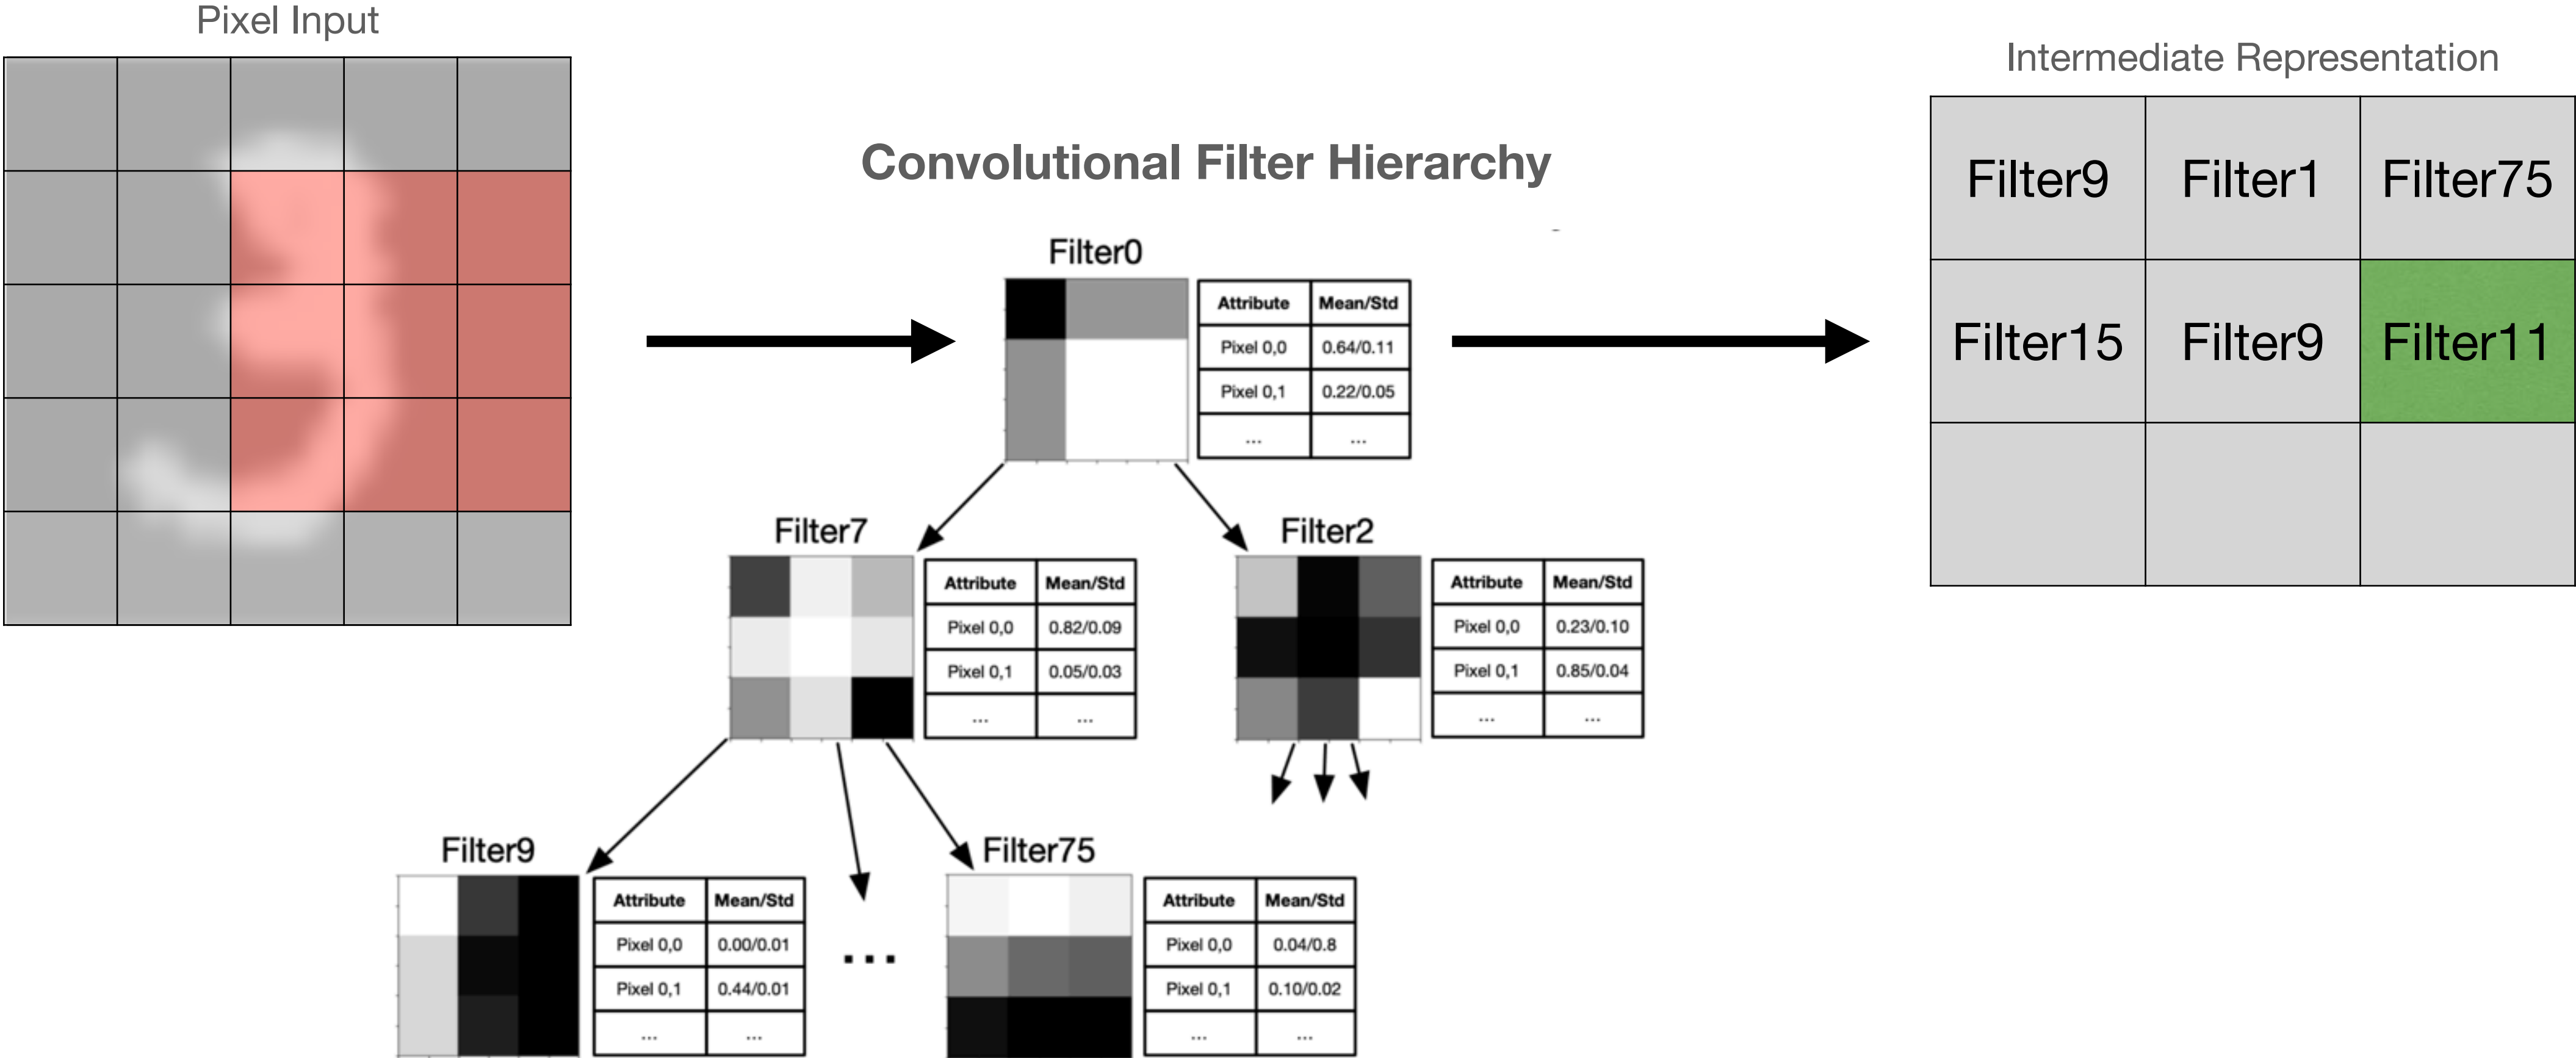 Pixel Input
Intermediate Representation
Convolutional Filter Hierarchy
Filter9 Filter1 Filter75
Filter15 Filter9 Filter11
Filter0
Attribute Mean/Std
Pixel 0,0 0.64/0.11
Pixel 0,1 0.22/0.05
... ...
Filter7
Attribute Mean/Std
Pixel 0,0 0.82/0.09
Pixel 0,1 0.05/0.03
... ...
Filter2
Attribute Mean/Std
Pixel 0,0 0.23/0.10
Pixel 0,1 0.85/0.04
... ...
Filter9
Attribute Mean/Std
Pixel 0,0 0.00/0.01
Pixel 0,1 0.44/0.01
... ...
...
Filter75
Attribute Mean/Std
Pixel 0,0 0.04/0.8
Pixel 0,1 0.10/0.02
... ...